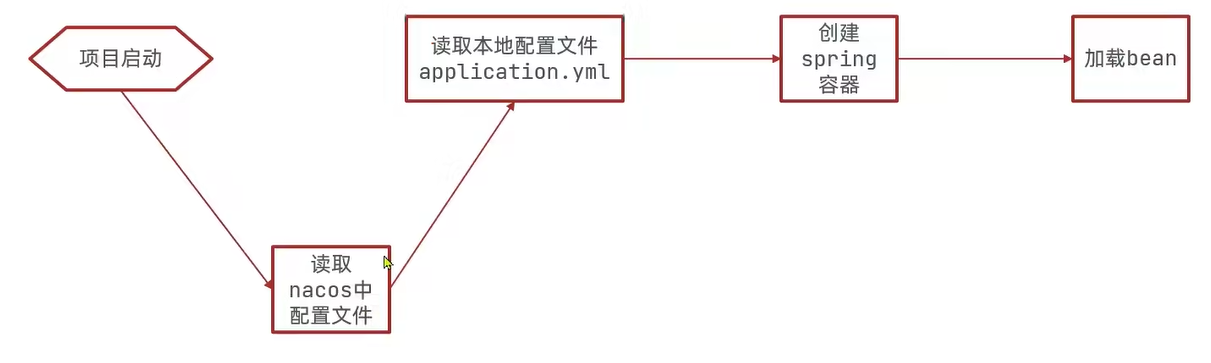 项目启动
读取
nacos中
配置文件
读取本地配置文件
application.yml
创建
spring
容器
加载bean